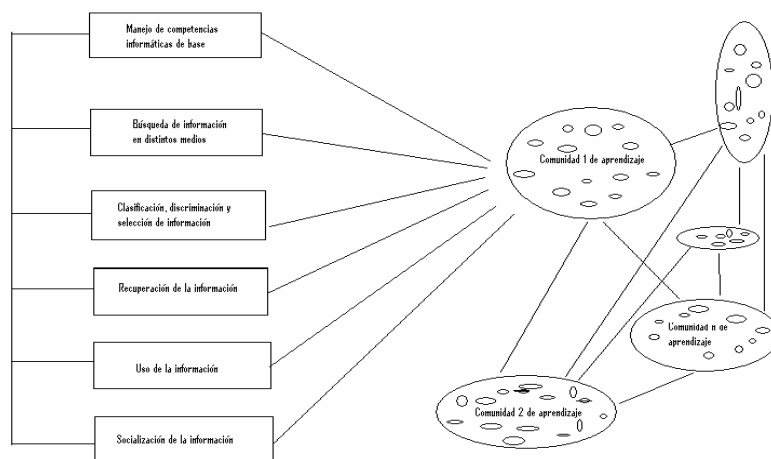 Manejo de competencias
informáticas de base
Búsqueda de información
en distintos medios
Clasificación, discriminación y
selección de información
Recuperación de la información
Uso de la información
Socialización de la información
Comunidad 1 de aprendizaje
Comunidad n de
aprendizaje
Comunidad 2 de aprendizaje